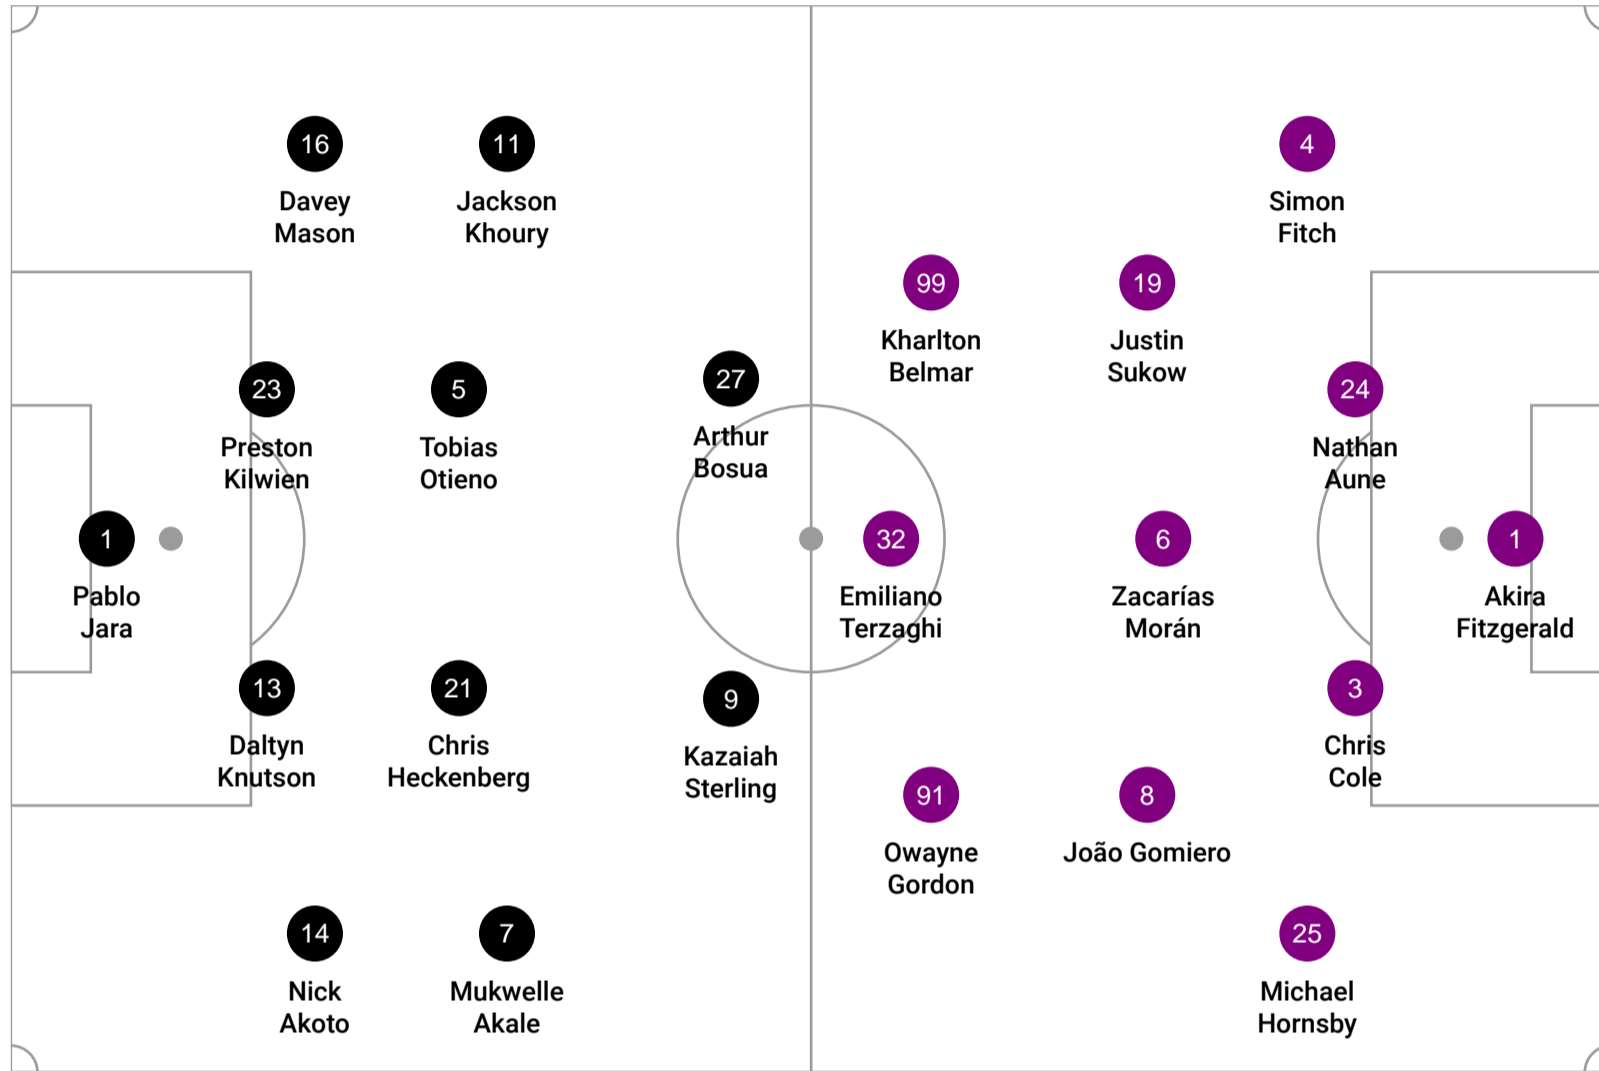 16
Davey
Mason
11
Jackson
Khoury
4
Simon
Fitch
99
Kharlton
Belmar
19
Justin
Sukow
23
Preston
Kilwien
5
Tobias
Otieno
27
Arthur
Bosua
24
Nathan
Aune
1
Pablo
Jara
32
Emiliano
Terzaghi
6
Zacarías
Morán
1
Akira
Fitzgerald
13
Daltyn
Knutson
21
Chris
Heckenberg
9
Kazaiah
Sterling
3
Chris
Cole
91
Owayne
Gordon
8
João Gomiero
14
Nick
Akoto
7
Mukwelle
Akale
25
Michael
Hornsby